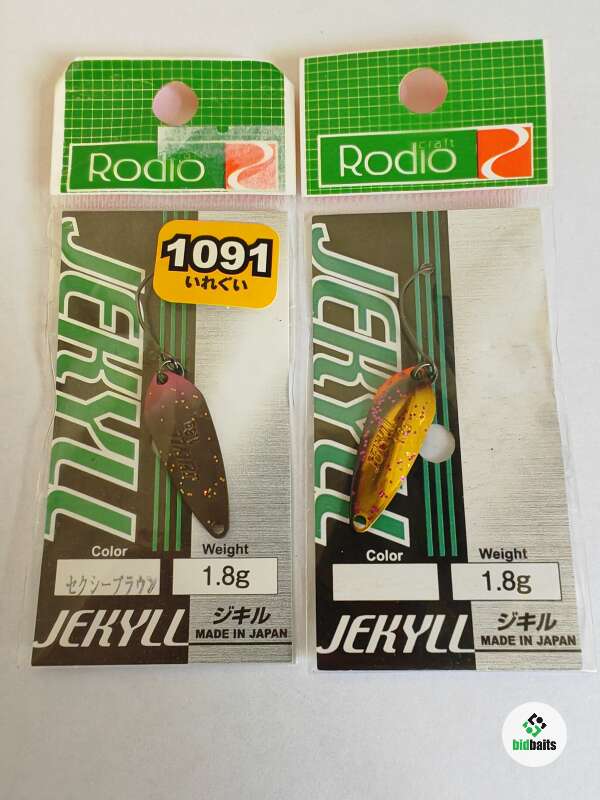 Rodio
craft
JEKYLL
1091
いれぐい
Color
セクシーブラウン
Weight
1.8g
JEKYLL
ジキル
MADE IN JAPAN
Rodio
craft
JEKYLL
Color
Weight
1.8g
JEKYLL
ジキル
MADE IN JAPAN
bidbaits